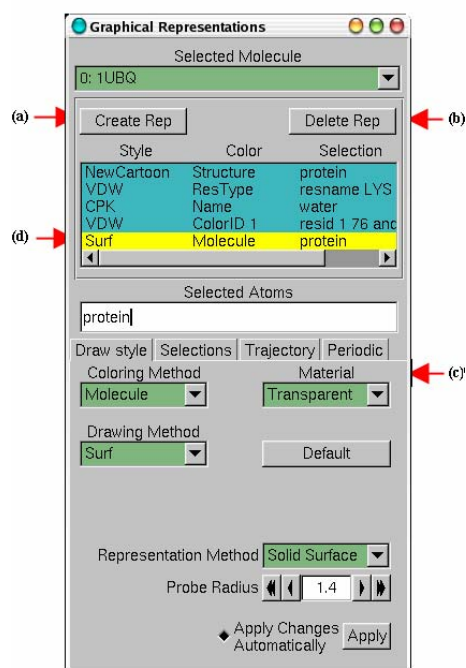 Graphical Representations
Selected Molecule
0: 1UBQ
(a) Create Rep Delete Rep (b)
Style Color Selection
NewCartoon Structure protein
VDW ResType resname LYS
CPK Name water
VDW ColorID 1 resid 1 76 and
(d) Surf Molecule protein
Selected Atoms
protein
Draw style Selections Trajectory Periodic
Coloring Method Material (c)
Molecule Transparent
Drawing Method
Surf Default
Representation Method Solid Surface
Probe Radius 1.4
Apply Changes
Automatically Apply